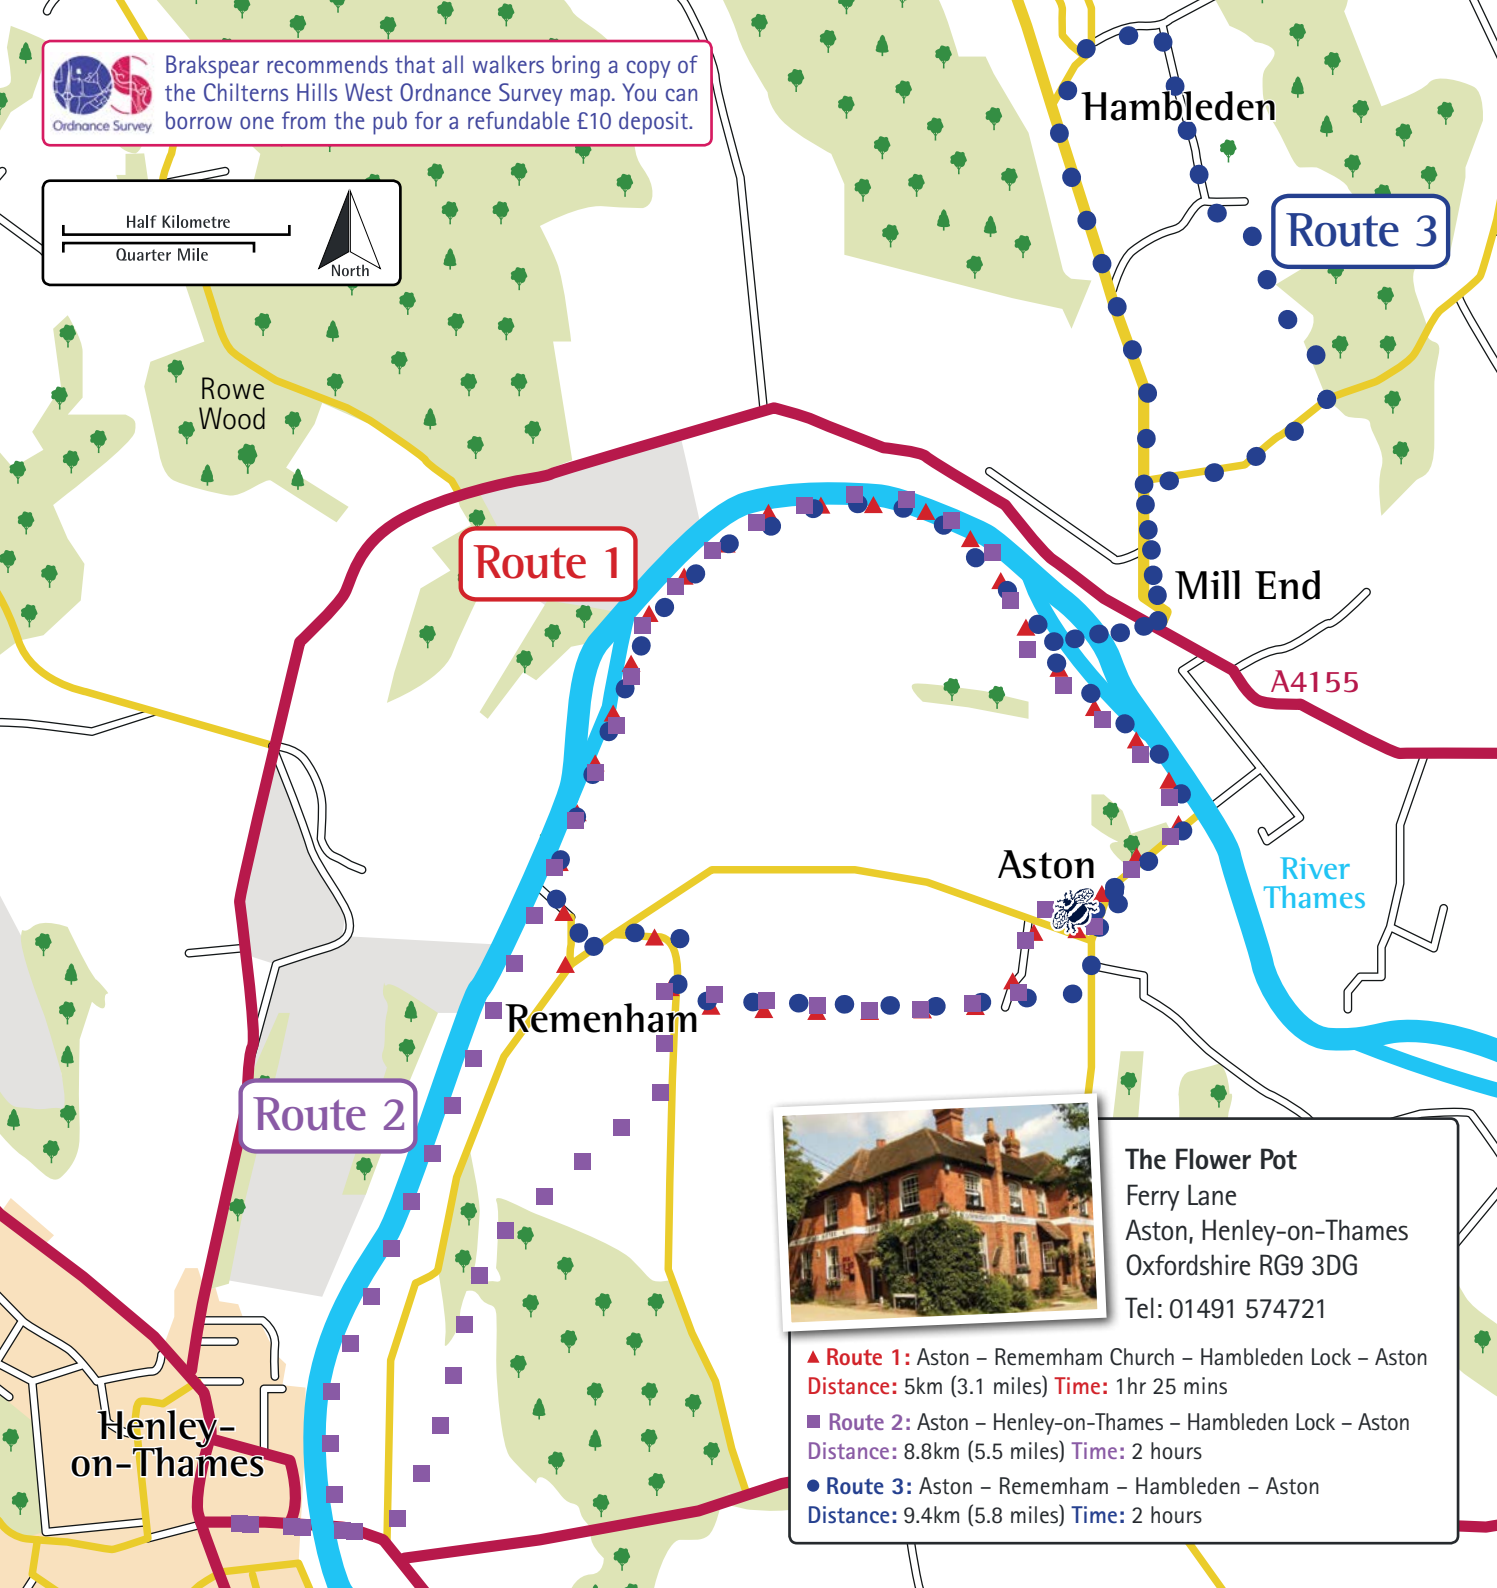 Brakspear recommends that all walkers bring a copy of
the Chilterns Hills West Ordnance Survey map. You can
borrow one from the pub for a refundable £10 deposit.
OS
Ordnance Survey
Half Kilometre
Quarter Mile
North
Hambleden
Route 3
Rowe
Wood
Route 1
Mill End
A4155
Aston
River
Thames
Remenham
Route 2
Henley-
on-Thames
The Flower Pot
Ferry Lane
Aston, Henley-on-Thames
Oxfordshire RG9 3DG
Tel: 01491 574721
Route 1: Aston – Rememham Church – Hambleden Lock – Aston
Distance: 5km (3.1 miles) Time: 1hr 25 mins
Route 2: Aston – Henley-on-Thames – Hambleden Lock – Aston
Distance: 8.8km (5.5 miles) Time: 2 hours
Route 3: Aston – Rememham – Hambleden – Aston
Distance: 9.4km (5.8 miles) Time: 2 hours